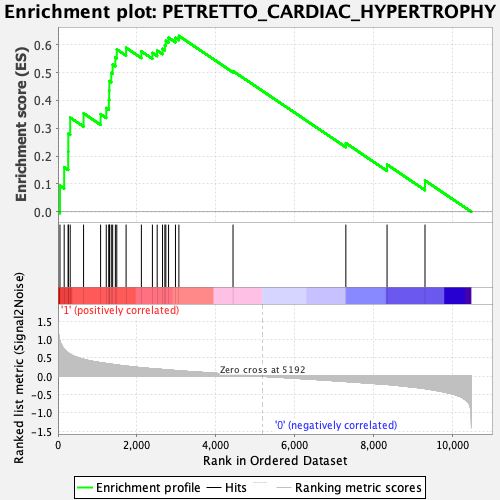 Enrichment plot: PETRETTO_CARDIAC_HYPERTROPHY
Enrichment score (ES)
0.6
0.5
0.4
0.3
0.2
0.1
0.0
'1' (positively correlated)
Ranked list metric (Signal2Noise)
1.5
1.0
0.5
0.0
-0.5
-1.0
-1.5
Zero cross at 5192
'0' (negatively correlated)
0 2,000 4,000 6,000 8,000 10,000
Rank in Ordered Dataset
Enrichment profile Hits Ranking metric scores